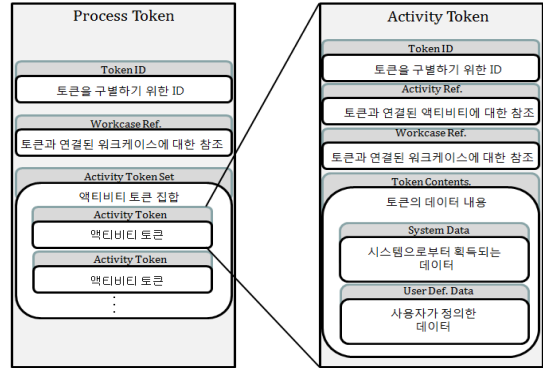 Process Token
Token ID
토큰을 구별하기 위한 ID
Workcase Ref.
토큰과 연결된 워크케이스에 대한 참조
Activity Token Set
액티비티 토큰 집합
Activity Token
액티비티 토큰
Activity Token
액티비티 토큰
⋮
Activity Token
Token ID
토큰을 구별하기 위한 ID
Activity Ref.
토큰과 연결된 액티비티에 대한 참조
Workcase Ref.
토큰과 연결된 워크케이스에 대한 참조
Token Contents.
토큰의 데이터 내용
System Data
시스템으로부터 획득되는
데이터
User Def. Data
사용자가 정의한
데이터